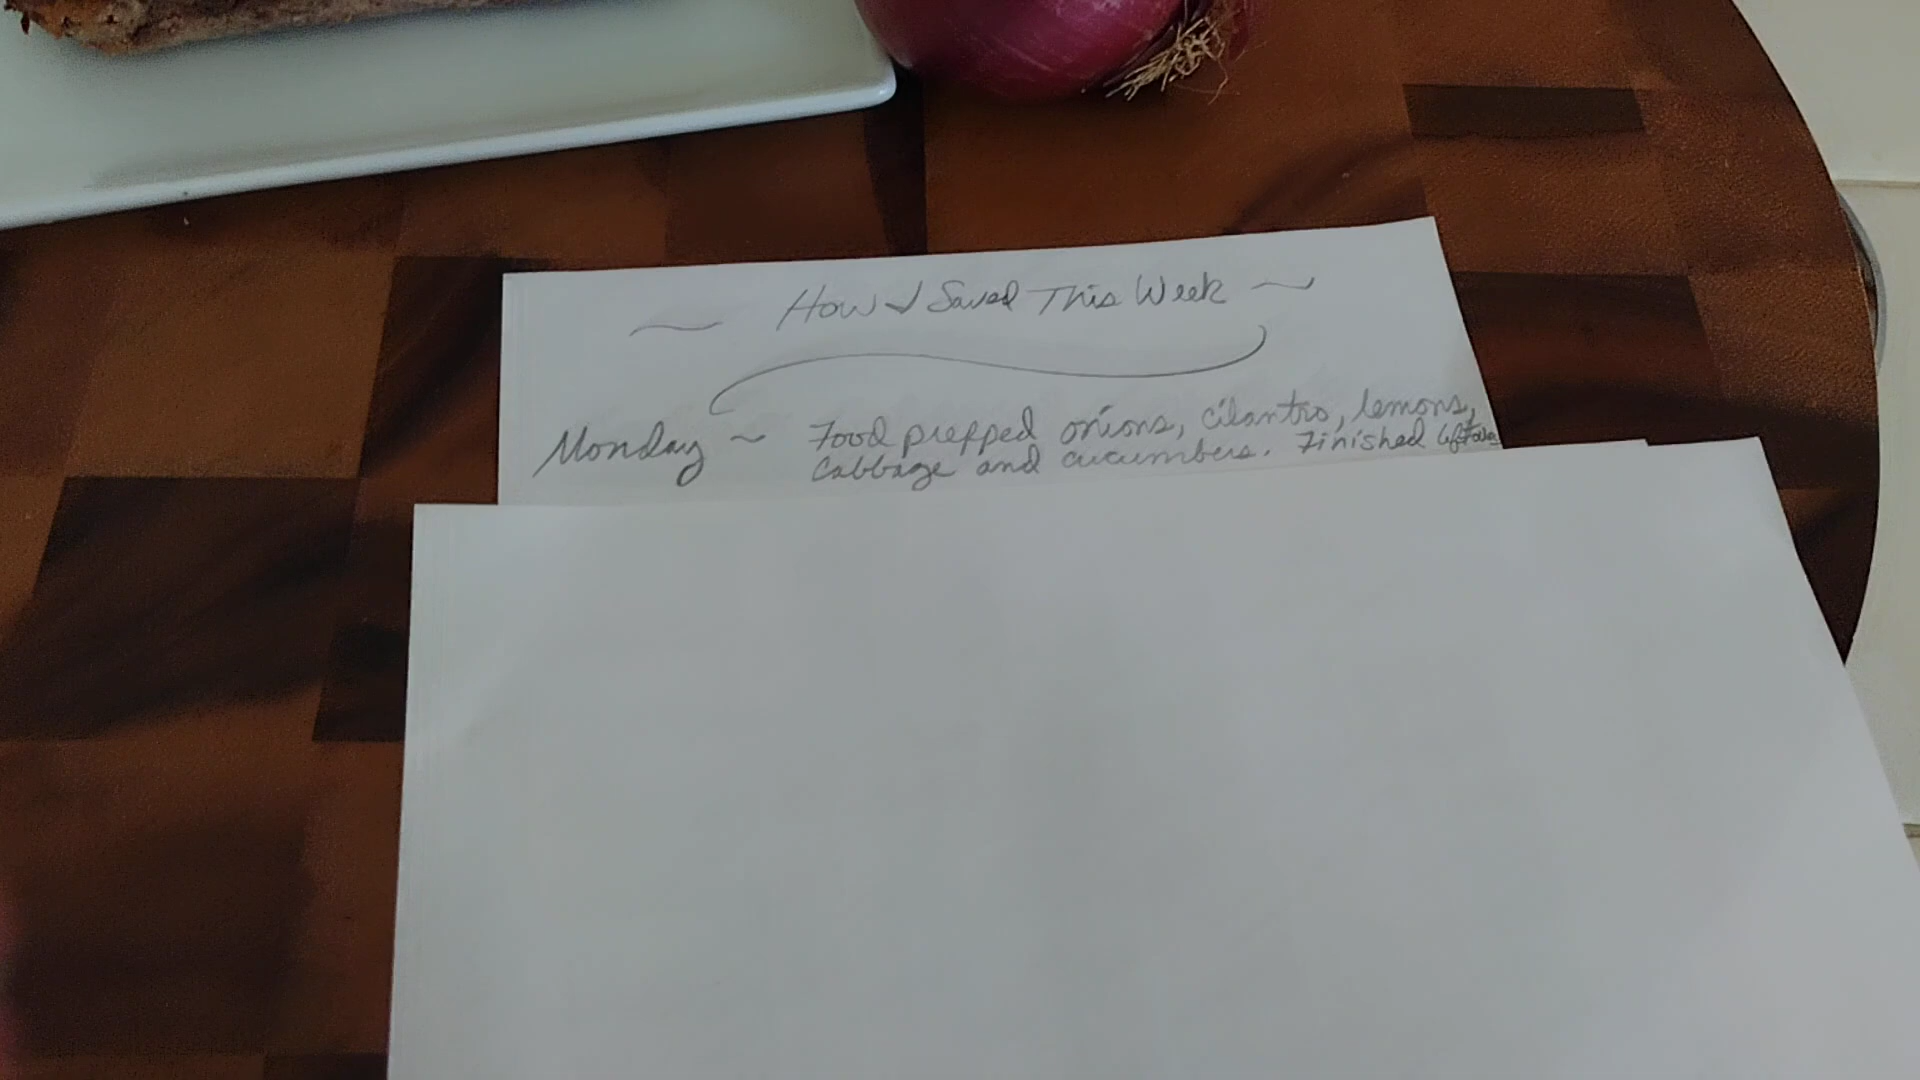 ~ How I Saved This Week ~
Monday ~ Food prepped onions, cilantro, lemons,
cabbage and cucumbers. Finished